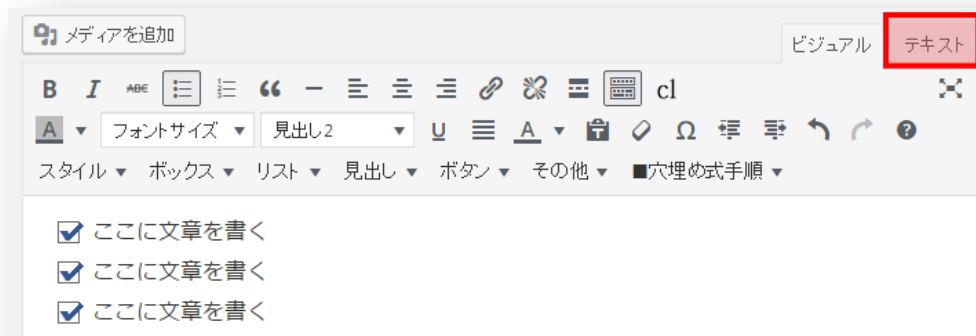 メディアを追加
ビジュアル テキスト
B I ABC “ cl
A フォントサイズ 見出し2 U A T Ω ?
スタイル ボックス リスト 見出し ボタン その他 ■穴埋め式手順
ここに文章を書く
ここに文章を書く
ここに文章を書く